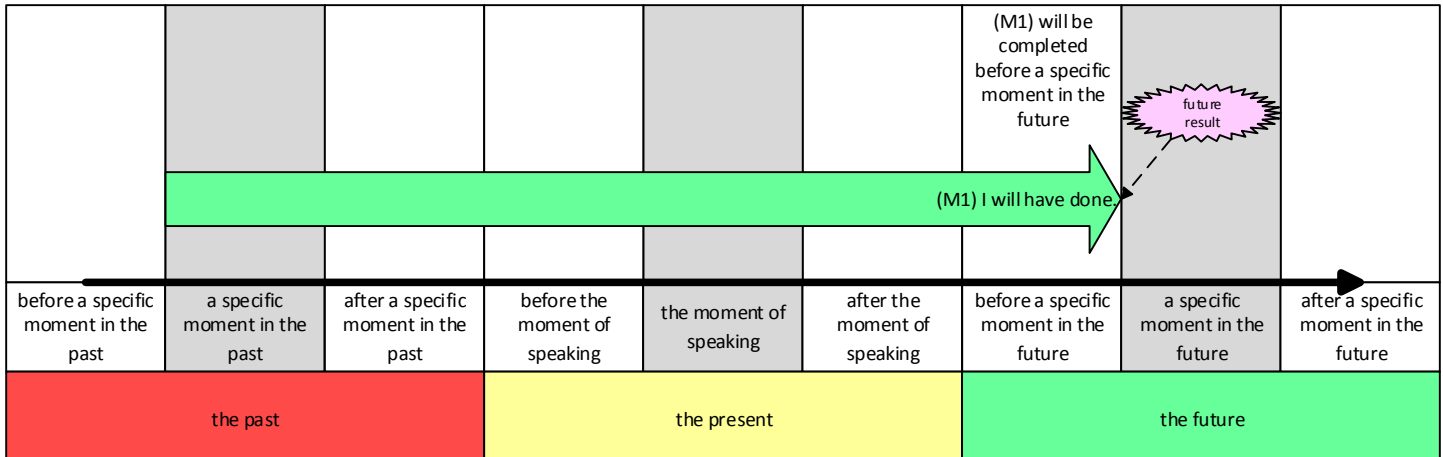 (M1) will be
completed
before a specific
moment in the
future
future
result
(M1) I will have done.
before a specific
moment in the
past
a specific
moment in the
past
after a specific
moment in the
past
before the
moment of
speaking
the moment of
speaking
after the
moment of
speaking
before a specific
moment in the
future
a specific
moment in the
future
after a specific
moment in the
future
the past
the present
the future